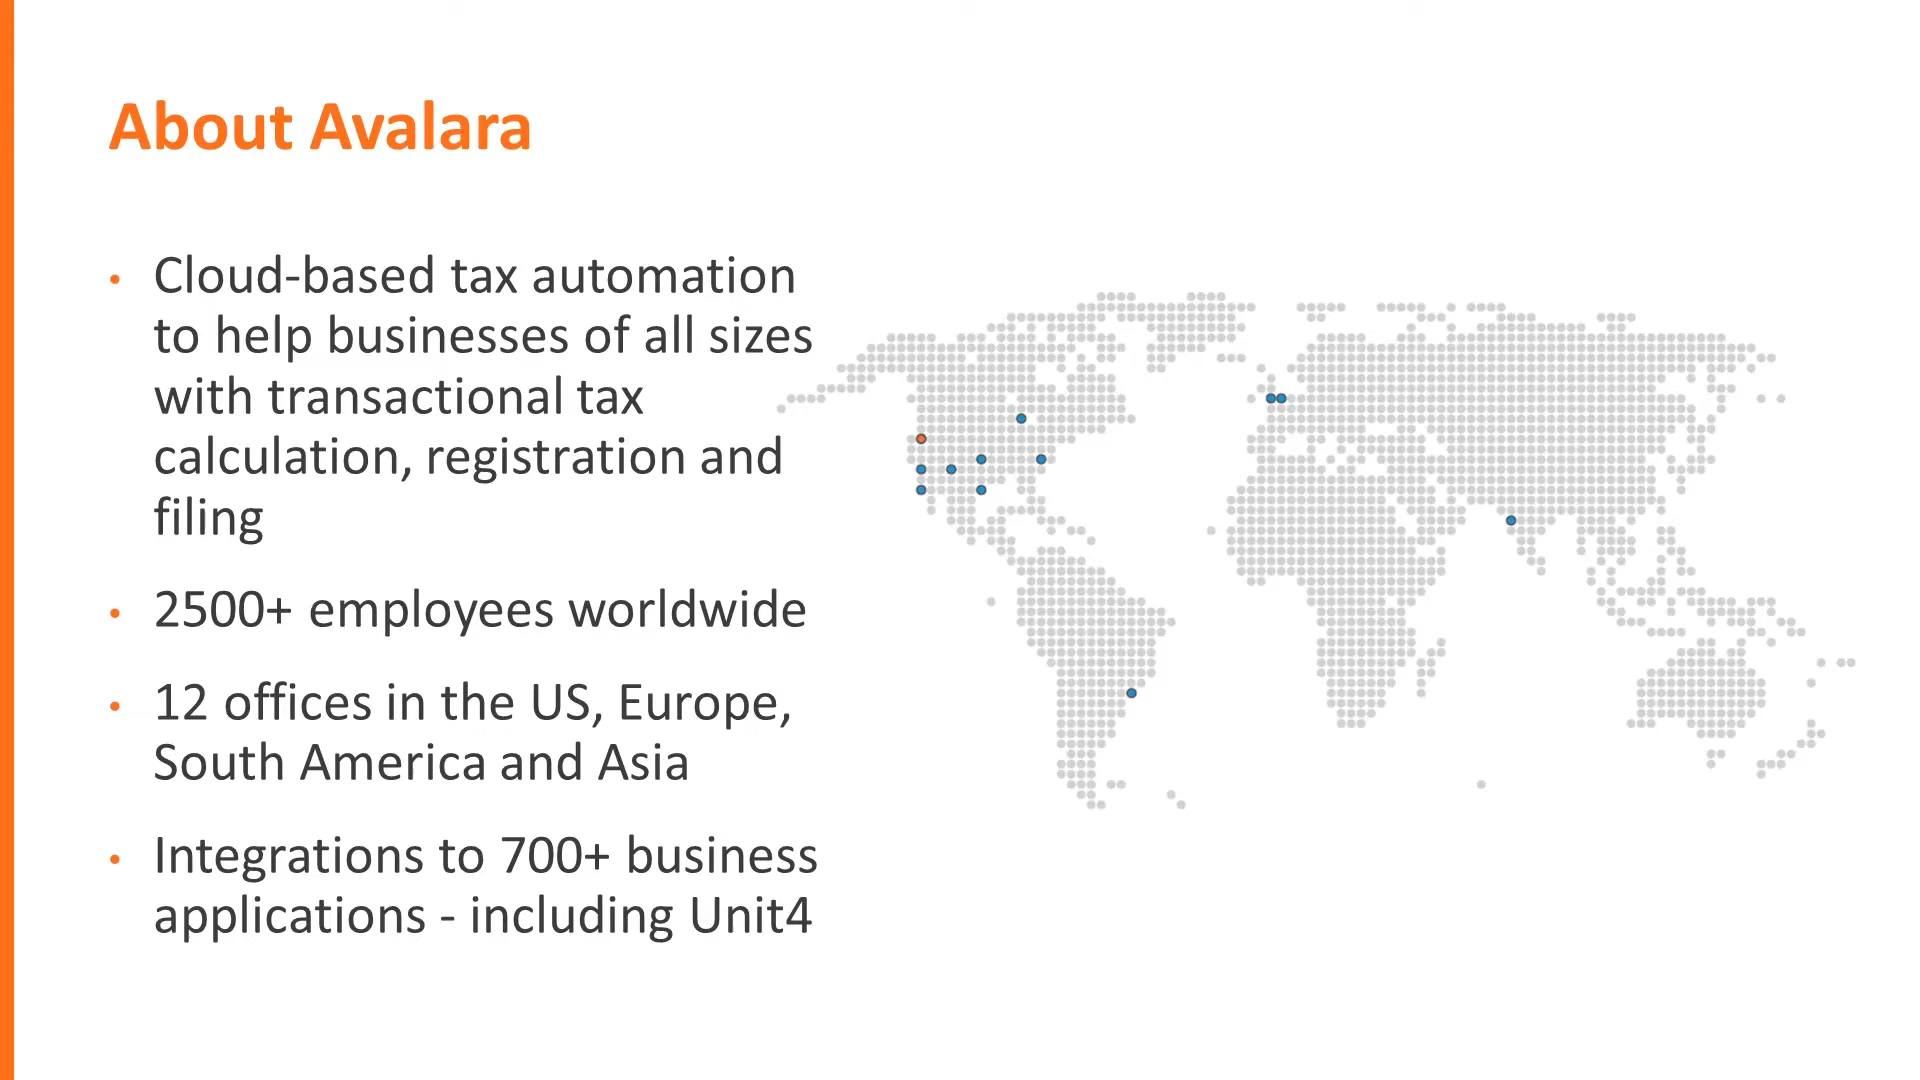 About Avalara
• Cloud-based tax automation
to help businesses of all sizes
with transactional tax
calculation, registration and
filing
• 2500+ employees worldwide
• 12 offices in the US, Europe,
South America and Asia
• Integrations to 700+ business
applications - including Unit4